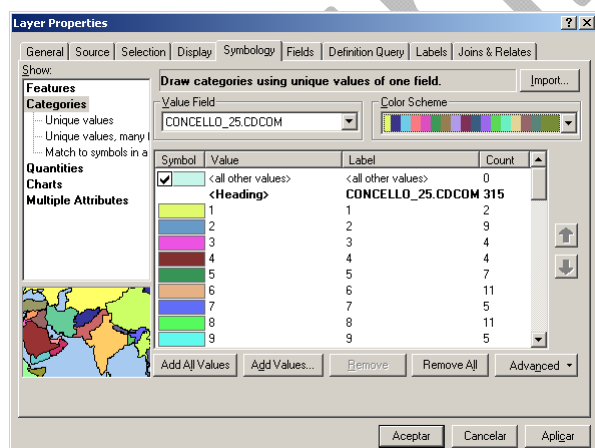 Layer Properties
General Source Selection Display Symbology Fields Definition Query Labels Joins & Relates
Show:
Features
Categories
Unique values
Unique values, many
Match to symbols in a
Quantities
Charts
Multiple Attributes
Draw categories using unique values of one field.
Import...
Value Field
CONCELLO_25.CDCOM
Color Scheme
Symbol Value Label Count
<all other values> <all other values> 0
<Heading> CONCELLO_25.CDCOM 315
1 1 2
2 2 9
3 3 4
4 4 4
5 5 7
6 6 11
7 7 5
8 8 11
9 9 5
Add All Values Add Values... Remove Remove All Advanced
Aceptar Cancelar Aplicar